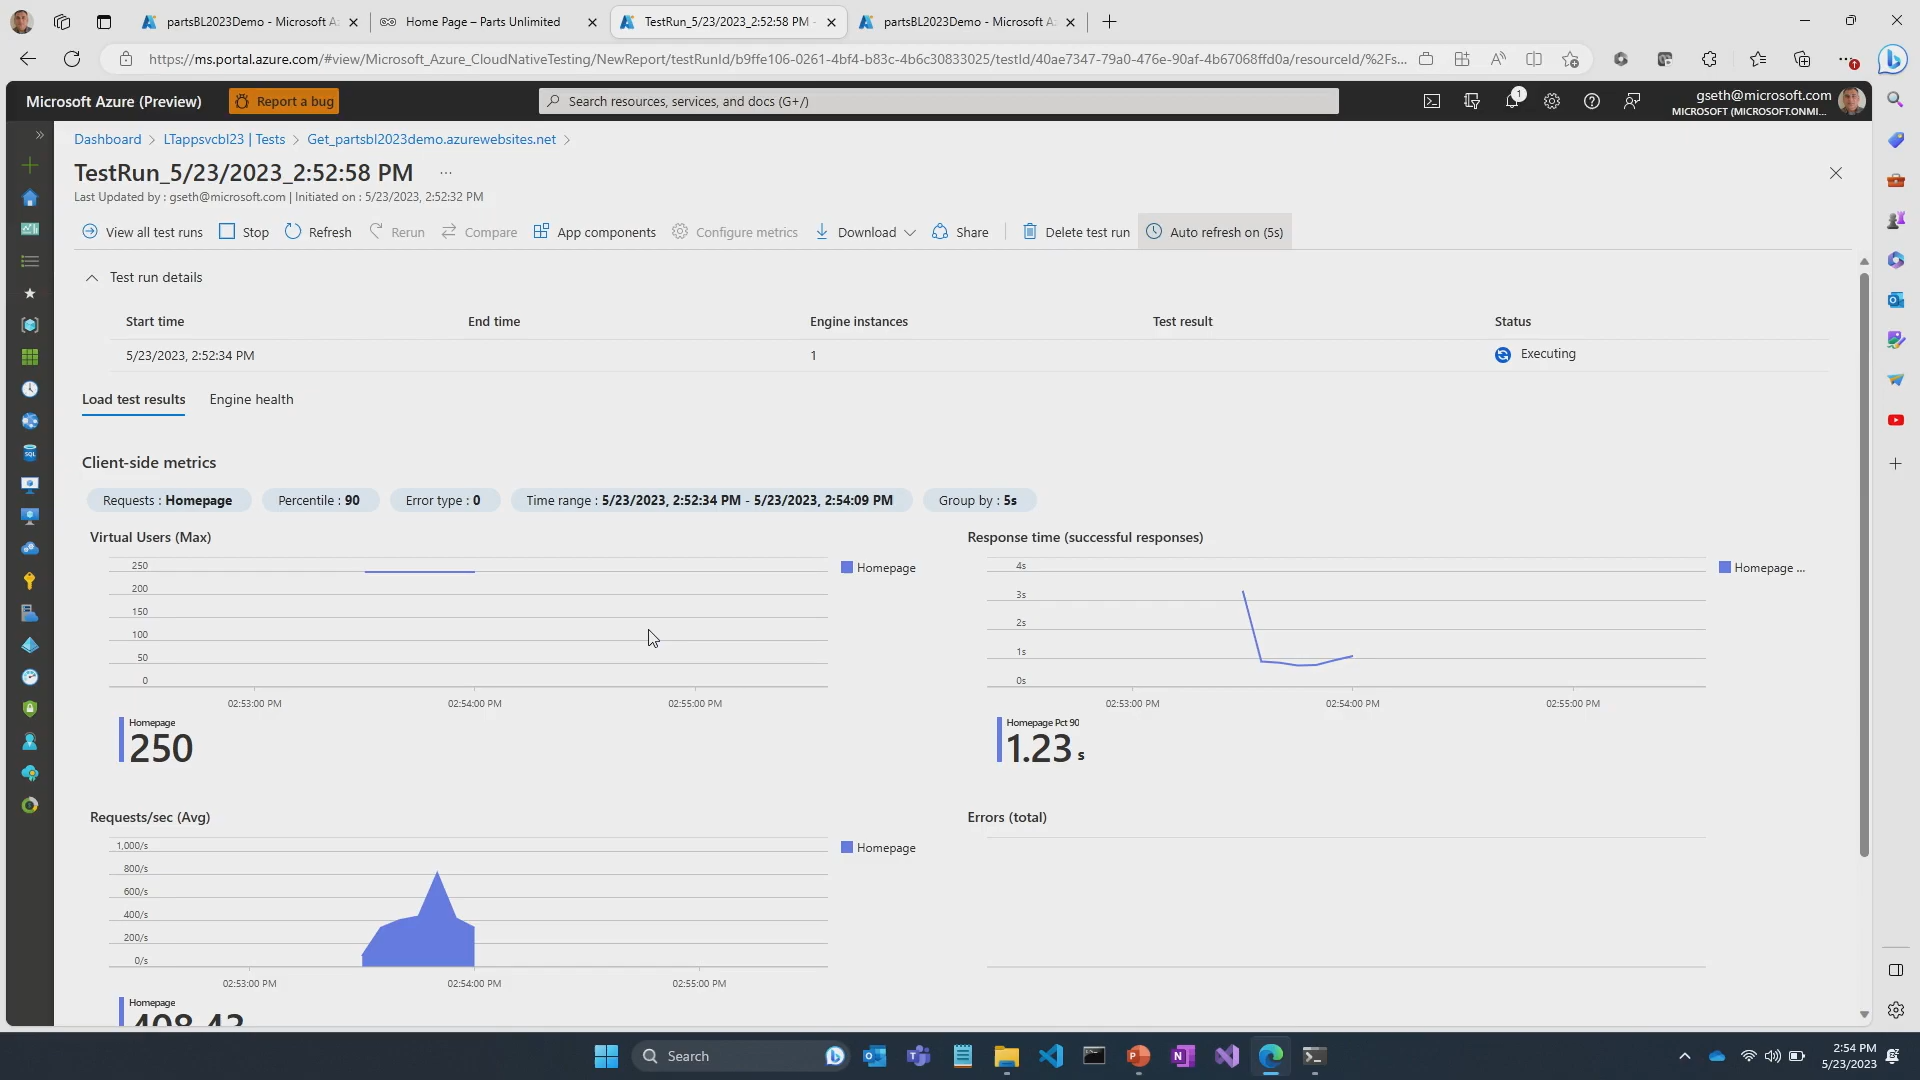 partsBL2023Demo - Microsoft A
Home Page – Parts Unlimited
TestRun_5/23/2023_2:52:58 PM -
partsBL2023Demo - Microsoft A
https://ms.portal.azure.com/#view/Microsoft_Azure_CloudNativeTesting/NewReport/testRunId/b9ffe106-0261-4bf4-b83c-4b6c30833025/testId/40ae7347-79a0-476e-90af-4b67068ffd0a/resourceId/%2Fs...
Microsoft Azure (Preview)
Report a bug
Search resources, services, and docs (G+/)
1
gseth@microsoft.com
MICROSOFT (MICROSOFT.ONMI...
Dashboard > LTappsvcbl23 | Tests > Get_partsbl2023demo.azurewebsites.net >
TestRun_5/23/2023_2:52:58 PM ...
Last Updated by : gseth@microsoft.com | Initiated on : 5/23/2023, 2:52:32 PM
View all test runs
Stop
Refresh
Rerun
Compare
App components
Configure metrics
Download
Share
Delete test run
Auto refresh on (5s)
Test run details
Start time
End time
Engine instances
Test result
Status
5/23/2023, 2:52:34 PM
1
Executing
Load test results
Engine health
Client-side metrics
Requests : Homepage
Percentile : 90
Error type : 0
Time range : 5/23/2023, 2:52:34 PM - 5/23/2023, 2:54:09 PM
Group by : 5s
Virtual Users (Max)
250
200
150
100
50
0
02:53:00 PM
02:54:00 PM
02:55:00 PM
Homepage
Homepage
250
Response time (successful responses)
4s
3s
2s
1s
0s
02:53:00 PM
02:54:00 PM
02:55:00 PM
Homepage ...
Homepage Pct 90
1.23 s
Requests/sec (Avg)
1,000/s
800/s
600/s
400/s
200/s
0/s
02:53:00 PM
02:54:00 PM
02:55:00 PM
Homepage
Homepage
408.43
Errors (total)
SQL
Search
2:54 PM
5/23/2023